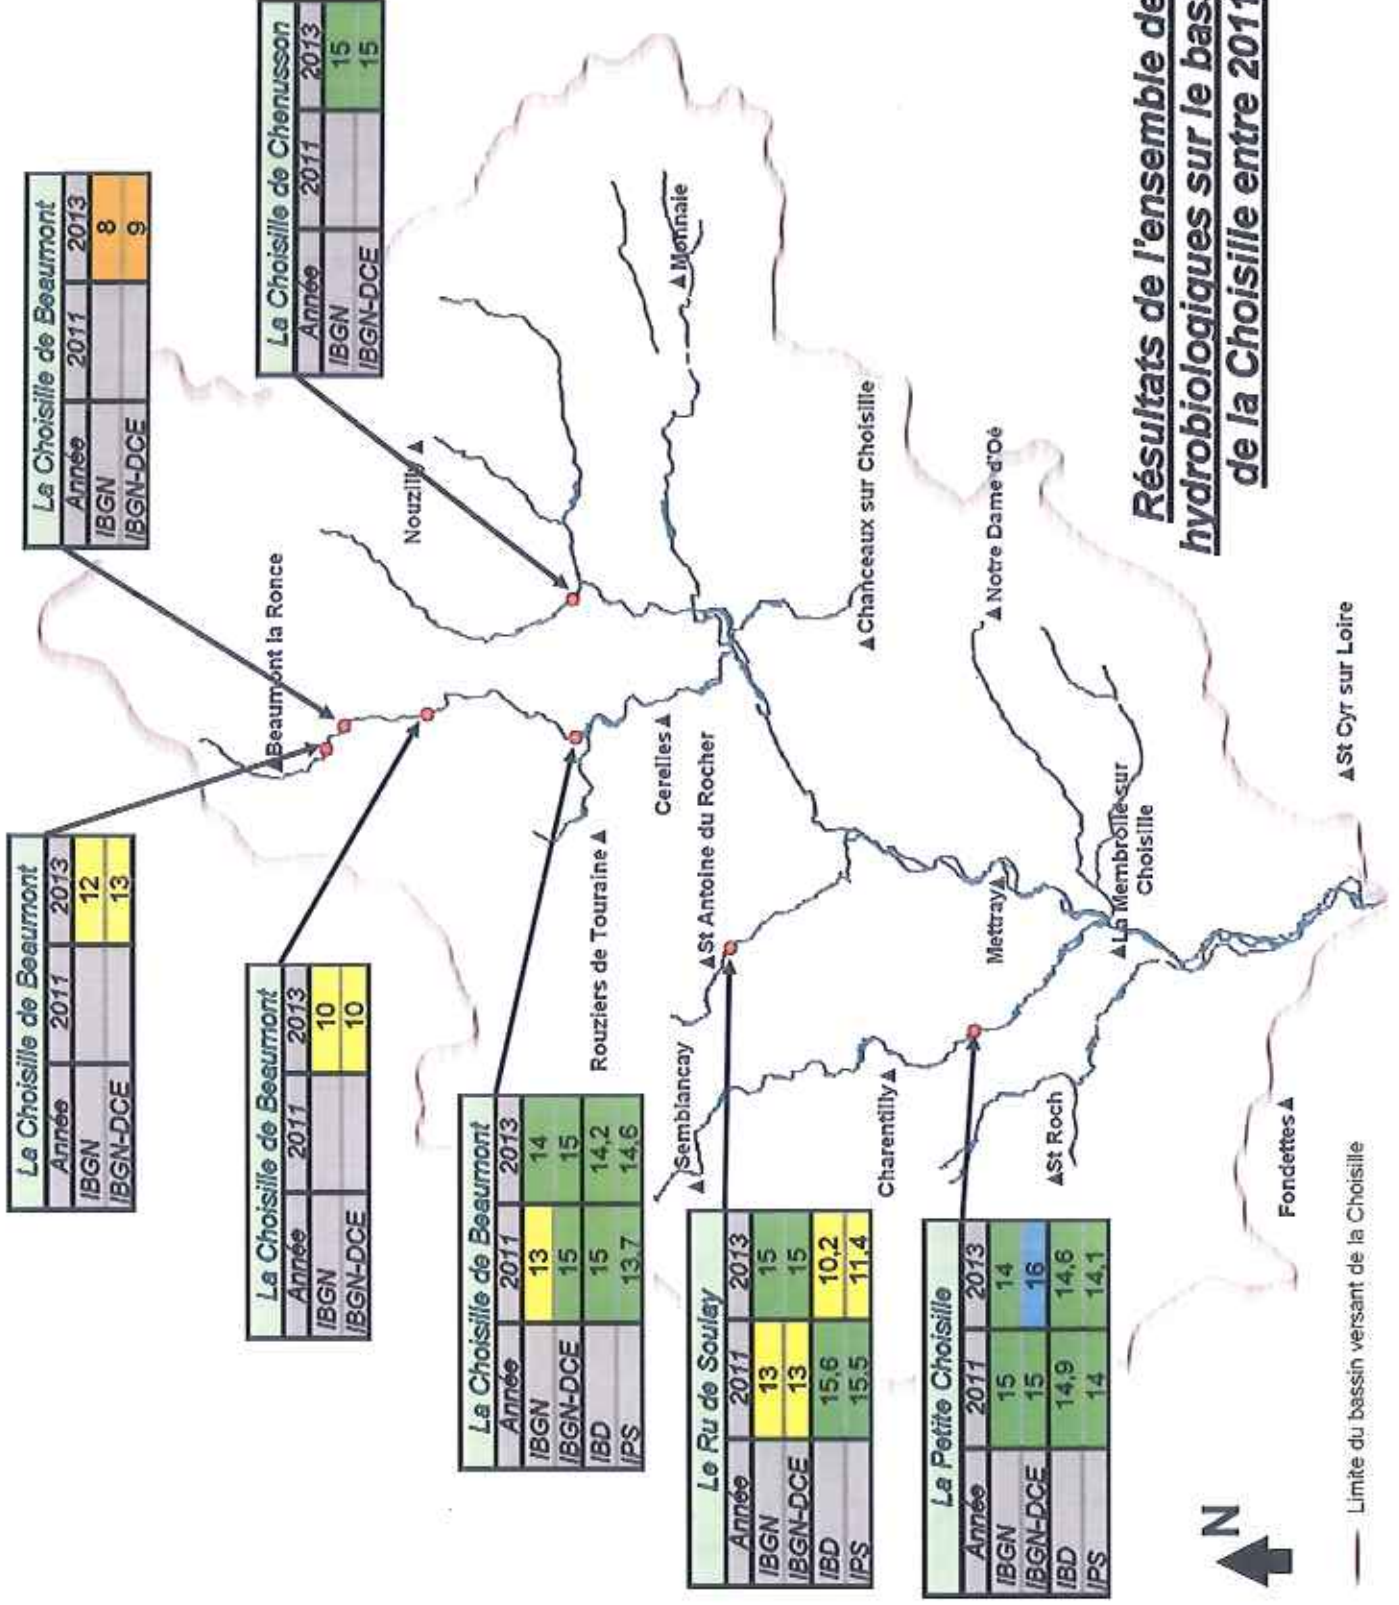 La Choisille de Beaumont
Année 2011 2013
IBGN 12
IBGN-DCE 13
La Choisille de Beaumont
Année 2011 2013
IBGN 8
IBGN-DCE 9
La Choisille de Beaumont
Année 2011 2013
IBGN 10
IBGN-DCE 10
La Choisille de Chenusson
Année 2011 2013
IBGN 15
IBGN-DCE 15
La Choisille de Beaumont
Année 2011 2013
IBGN 13 14
IBGN-DCE 15 15
IBD 15 14,2
IPS 13,7 14,6
Le Ru de Soulay
Année 2011 2013
IBGN 13 15
IBGN-DCE 13 15
IBD 15,6 10,2
IPS 15,5 11,4
La Petite Choisille
Année 2011 2013
IBGN 15 14
IBGN-DCE 15 16
IBD 14,9 14,6
IPS 14 14,1
Beaumont la Ronce
Nouzilly
Rouziers de Touraine
Cerelles
Monnaie
Semblancay
St Antoine du Rocher
Chanceaux sur Choisille
Charentilly
Mettray
Notre Dame d'Oé
St Roch
La Membrolle sur
Choisille
Fondettes
St Cyr sur Loire
Résultats de l'ensemble de
hydrobiologiques sur le bass
de la Choisille entre 2011
N
Limite du bassin versant de la Choisille